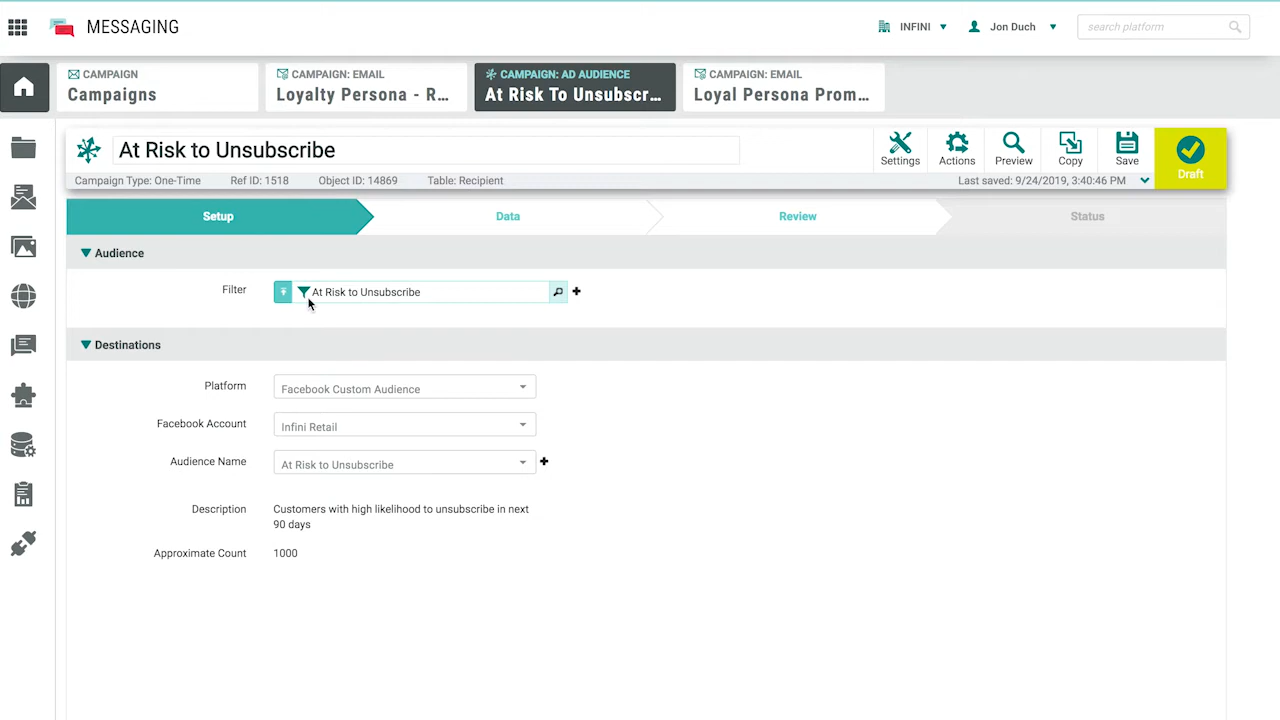 MESSAGING
INFINI
Jon Duch
search platform
CAMPAIGN
Campaigns
CAMPAIGN: EMAIL
Loyalty Persona - R...
CAMPAIGN: AD AUDIENCE
At Risk To Unsubscr...
CAMPAIGN: EMAIL
Loyal Persona Prom...
At Risk to Unsubscribe
Settings
Actions
Preview
Copy
Save
Draft
Campaign Type: One-Time
Ref ID: 1518
Object ID: 14869
Table: Recipient
Last saved: 9/24/2019, 3:40:46 PM
Setup
Data
Review
Status
Audience
Filter
At Risk to Unsubscribe
Destinations
Platform
Facebook Custom Audience
Facebook Account
Infini Retail
Audience Name
At Risk to Unsubscribe
Description
Customers with high likelihood to unsubscribe in next
90 days
Approximate Count
1000